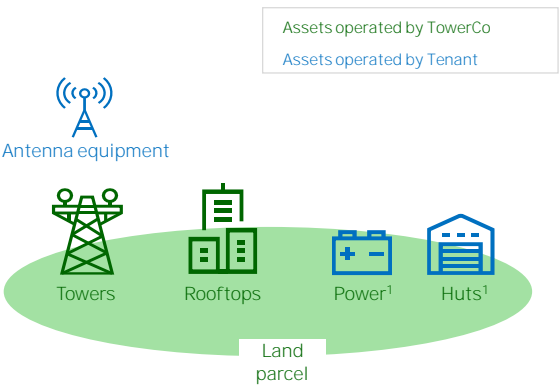 Assets operated by TowerCo
Assets operated by Tenant
Antenna equipment
Towers
Rooftops
Power¹
Huts¹
Land
parcel